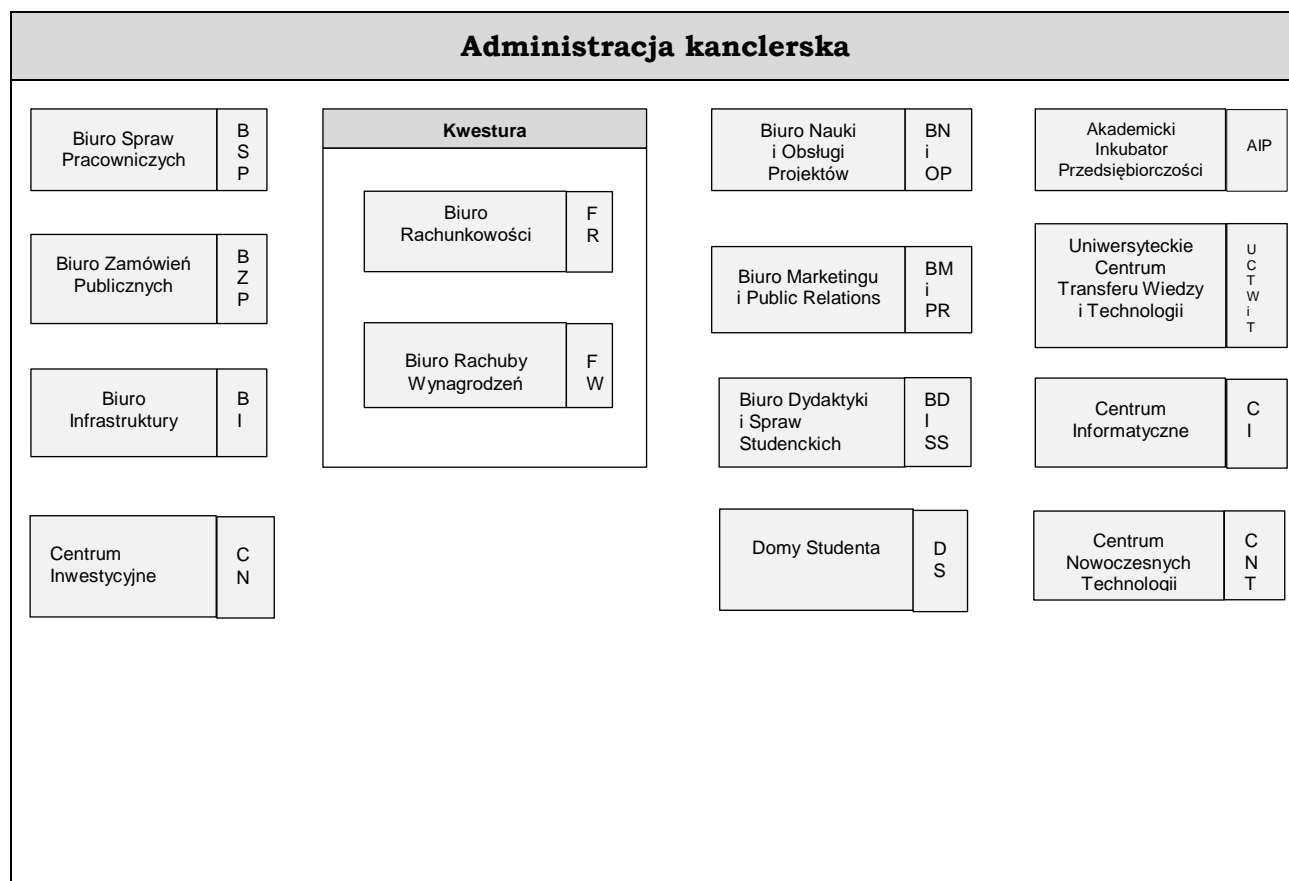 Administracja kanclerska
Biuro Spraw
Pracowniczych
B
S
P
Biuro Zamówień
Publicznych
B
Z
P
Biuro
Infrastruktury
B
I
Centrum
Inwestycyjne
C
N
Kwestura
Biuro
Rachunkowości
F
R
Biuro Rachuby
Wynagrodzeń
F
W
Biuro Nauki
i Obsługi
Projektów
BN
i
OP
Biuro Marketingu
i Public Relations
BM
i
PR
Biuro Dydaktyki
i Spraw
Studenckich
BD
I
SS
Domy Studenta
D
S
Akademicki
Inkubator
Przedsiębiorczości
AIP
Uniwersyteckie
Centrum
Transferu Wiedzy
i Technologii
U
C
T
W
i
T
Centrum
Informatyczne
C
I
Centrum
Nowoczesnych
Technologii
C
N
T